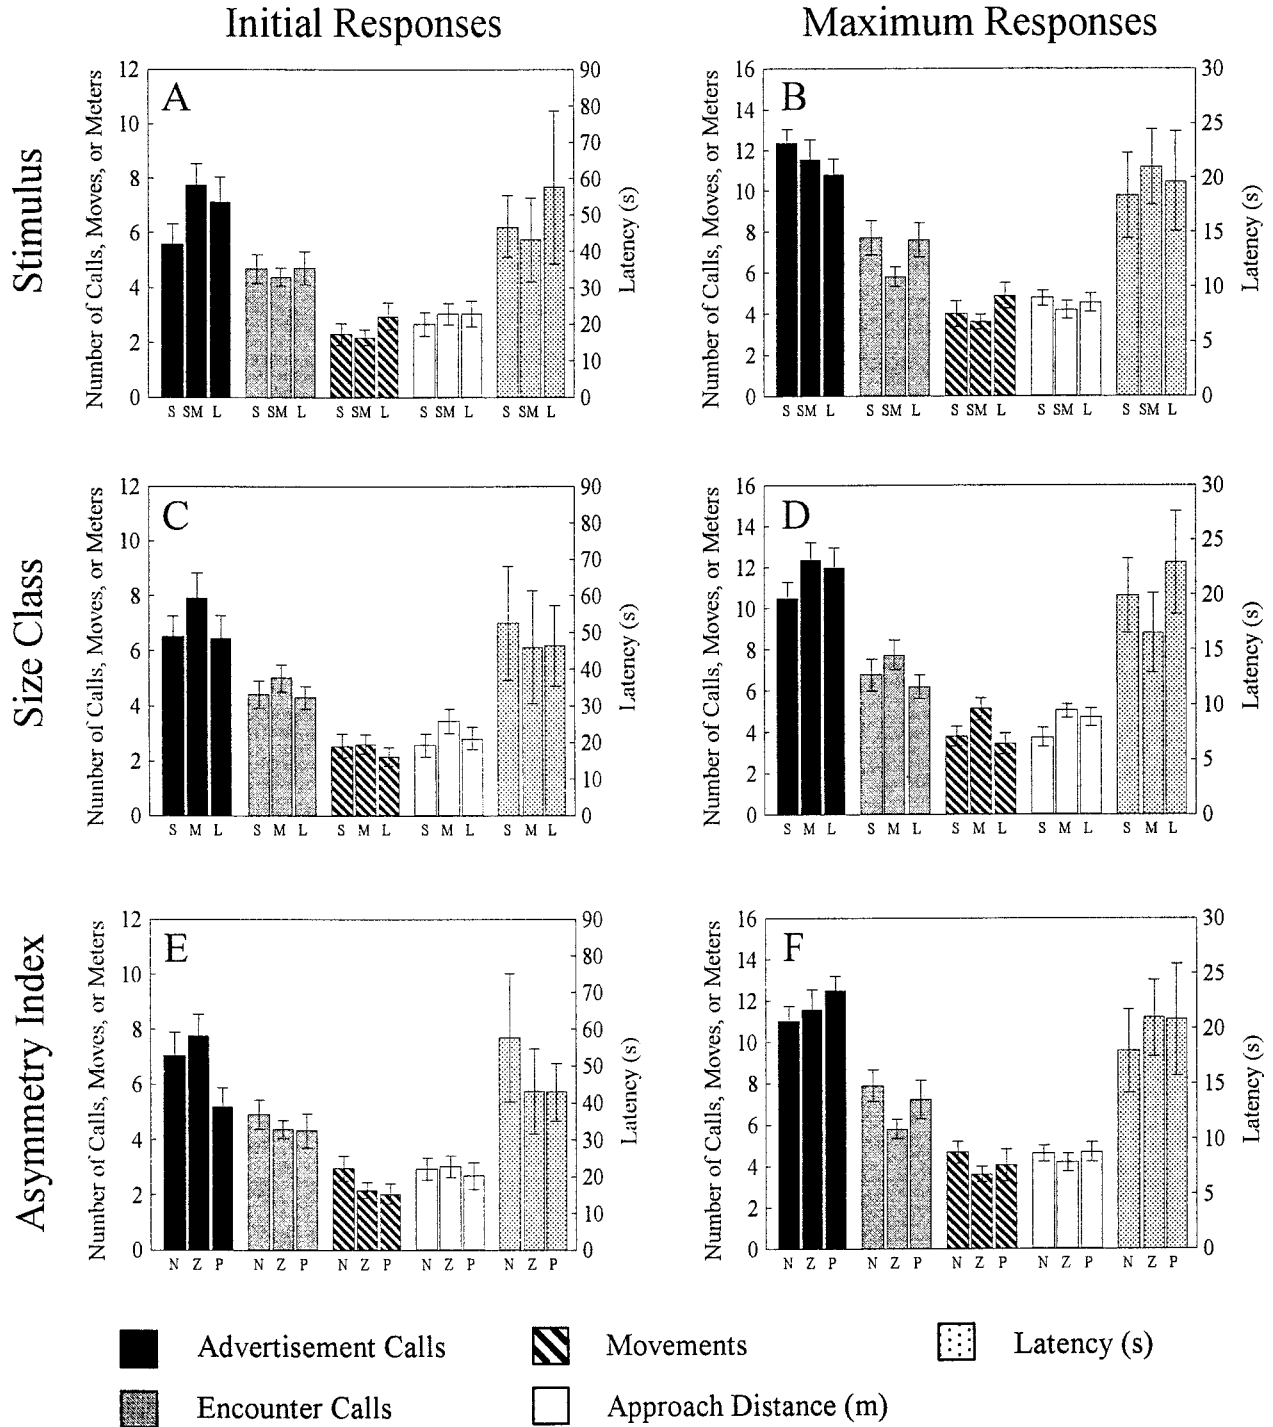 Initial Responses
Maximum Responses
Stimulus
A
Number of Calls, Moves, or Meters
12
10
8
6
4
2
0
90
80
70
60
50
40
30
20
10
0
Latency (s)
S SM L S SM L S SM L S SM L S SM L
B
Number of Calls, Moves, or Meters
16
14
12
10
8
6
4
2
0
30
25
20
15
10
5
0
Latency (s)
S SM L S SM L S SM L S SM L S SM L
Size Class
C
Number of Calls, Moves, or Meters
12
10
8
6
4
2
0
90
80
70
60
50
40
30
20
10
0
Latency (s)
S M L S M L S M L S M L S M L
D
Number of Calls, Moves, or Meters
16
14
12
10
8
6
4
2
0
30
25
20
15
10
5
0
Latency (s)
S M L S M L S M L S M L S M L
Asymmetry Index
E
Number of Calls, Moves, or Meters
12
10
8
6
4
2
0
90
80
70
60
50
40
30
20
10
0
Latency (s)
N Z P N Z P N Z P N Z P N Z P
F
Number of Calls, Moves, or Meters
16
14
12
10
8
6
4
2
0
30
25
20
15
10
5
0
Latency (s)
N Z P N Z P N Z P N Z P N Z P
Advertisement Calls
Movements
Latency (s)
Encounter Calls
Approach Distance (m)